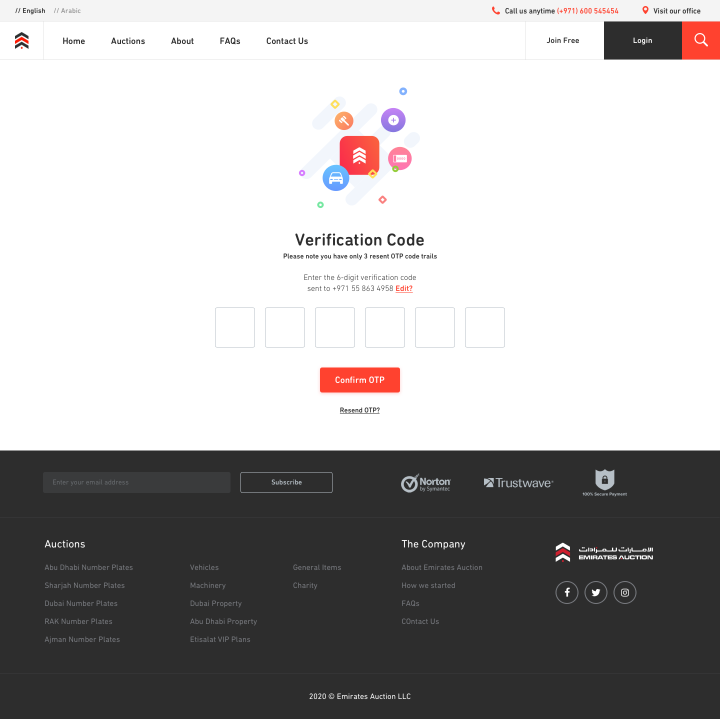 // English // Arabic
Call us anytime (+971) 600 545454
Visit our office
Home Auctions About FAQs Contact Us
Join Free
Login
Verification Code
Please note you have only 3 resent OTP code trails
Enter the 6-digit verification code
sent to +971 55 863 4958 Edit?
Confirm OTP
Resend OTP?
Enter your email address
Subscribe
Norton
by Symantec
Trustwave
100% Secure Payment
Auctions
Abu Dhabi Number Plates
Sharjah Number Plates
Dubai Number Plates
RAK Number Plates
Ajman Number Plates
Vehicles
Machinery
Dubai Property
Abu Dhabi Property
Etisalat VIP Plans
General Items
Charity
The Company
About Emirates Auction
How we started
FAQs
COntact Us
الامارات للمزادات
EMIRATES AUCTION
2020 © Emirates Auction LLC